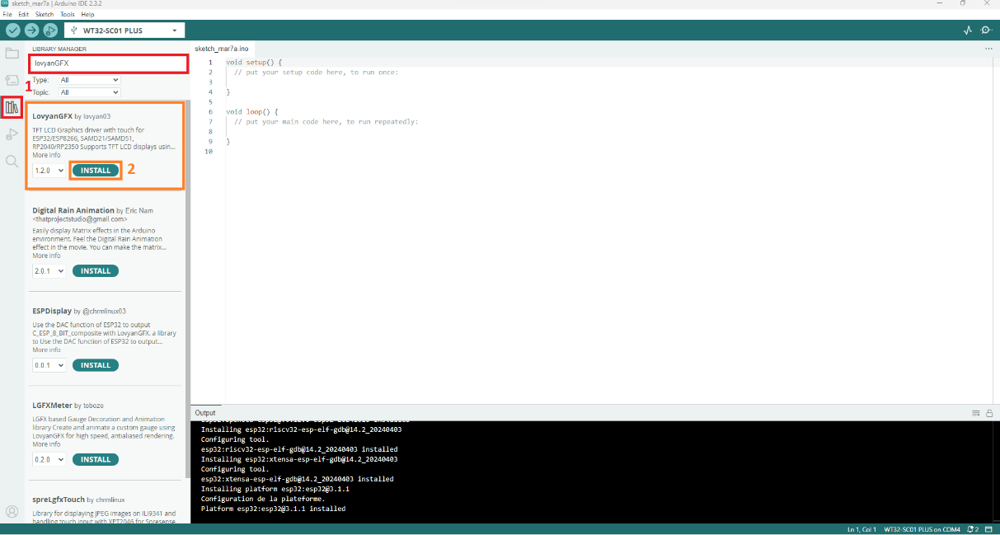 sketch_mar7a | Arduino IDE 2.3.2
File Edit Sketch Tools Help
WT32-SC01 PLUS
LIBRARY MANAGER
lovyanGFX
1
Type: All
Topic: All
LovyanGFX by lovyan03
TFT LCD Graphics driver with touch for
ESP32/ESP8266, SAMD21/SAMD51,
RP2040/RP2350 Supports TFT LCD displays usin...
More info
1.2.0 INSTALL 2
Digital Rain Animation by Eric Nam
<thatprojectstudio@gmail.com>
Easily display Matrix effects in the Arduino
environment. Feel the Digital Rain Animation
effect in the movie. You can make the matrix...
More info
2.0.1 INSTALL
ESPDisplay by @chrmlinux03
Use the DAC function of ESP32 to output
C_ESP_8_BIT_composite with LovyanGFX. a library
to Use the DAC function of ESP32 to output...
More info
0.0.1 INSTALL
LGFXMeter by tobozo
LGFX based Gauge Decoration and Animation
library Create and animate a custom gauge using
LovyanGFX for high speed, antialiased rendering.
More info
0.2.0 INSTALL
spreLgfxTouch by chrmlinux
Library for displaying JPEG images on ILI9341 and
handling touch input with XPT2046 for Spresense
sketch_mar7a.ino
1 void setup() {
2 // put your setup code here, to run once:
3
4 }
5
6 void loop() {
7 // put your main code here, to run repeatedly:
8
9 }
10
Output
Installing esp32:riscv32-esp-elf-gdb@14.2_20240403
Configuring tool.
esp32:riscv32-esp-elf-gdb@14.2_20240403 installed
Installing esp32:xtensa-esp-elf-gdb@14.2_20240403
Configuring tool.
esp32:xtensa-esp-elf-gdb@14.2_20240403 installed
Installing platform esp32:esp32@3.1.1
Configuration de la plateforme.
Platform esp32:esp32@3.1.1 installed
Ln 1, Col 1 WT32-SC01 PLUS on COM4 2